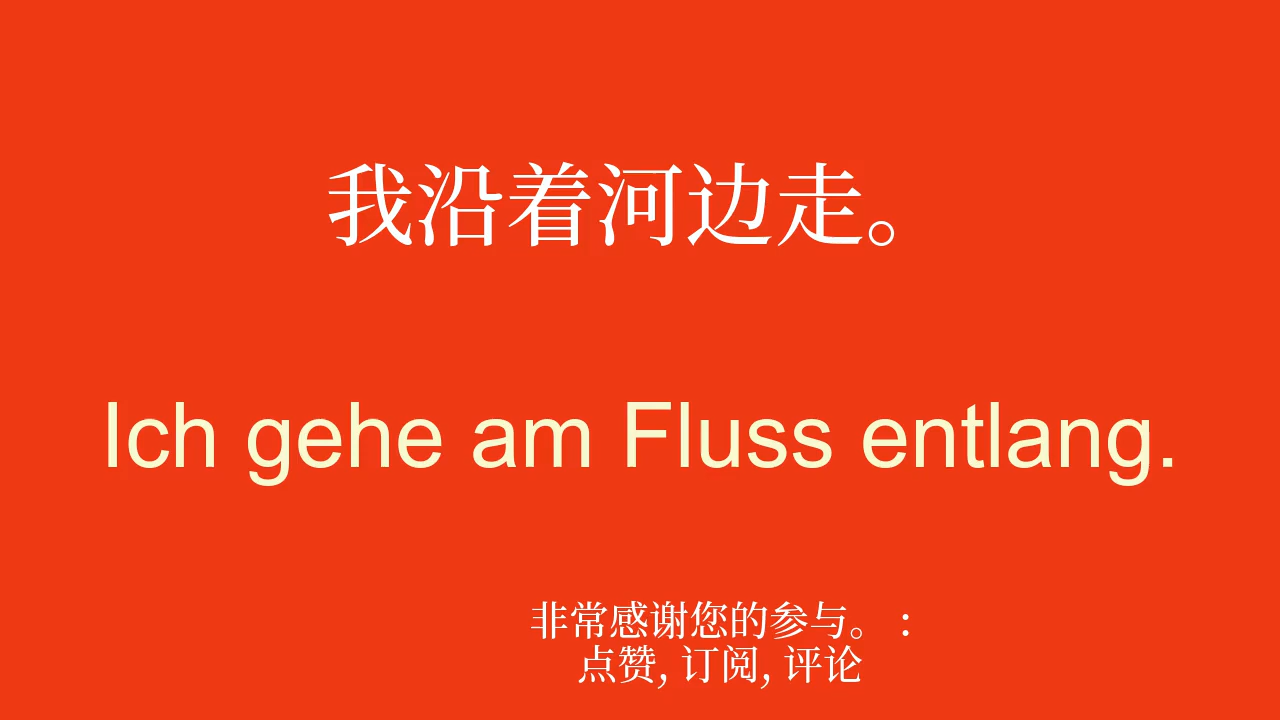 我沿着河边走。
Ich gehe am Fluss entlang.
非常感谢您的参与。 :
点赞, 订阅, 评论